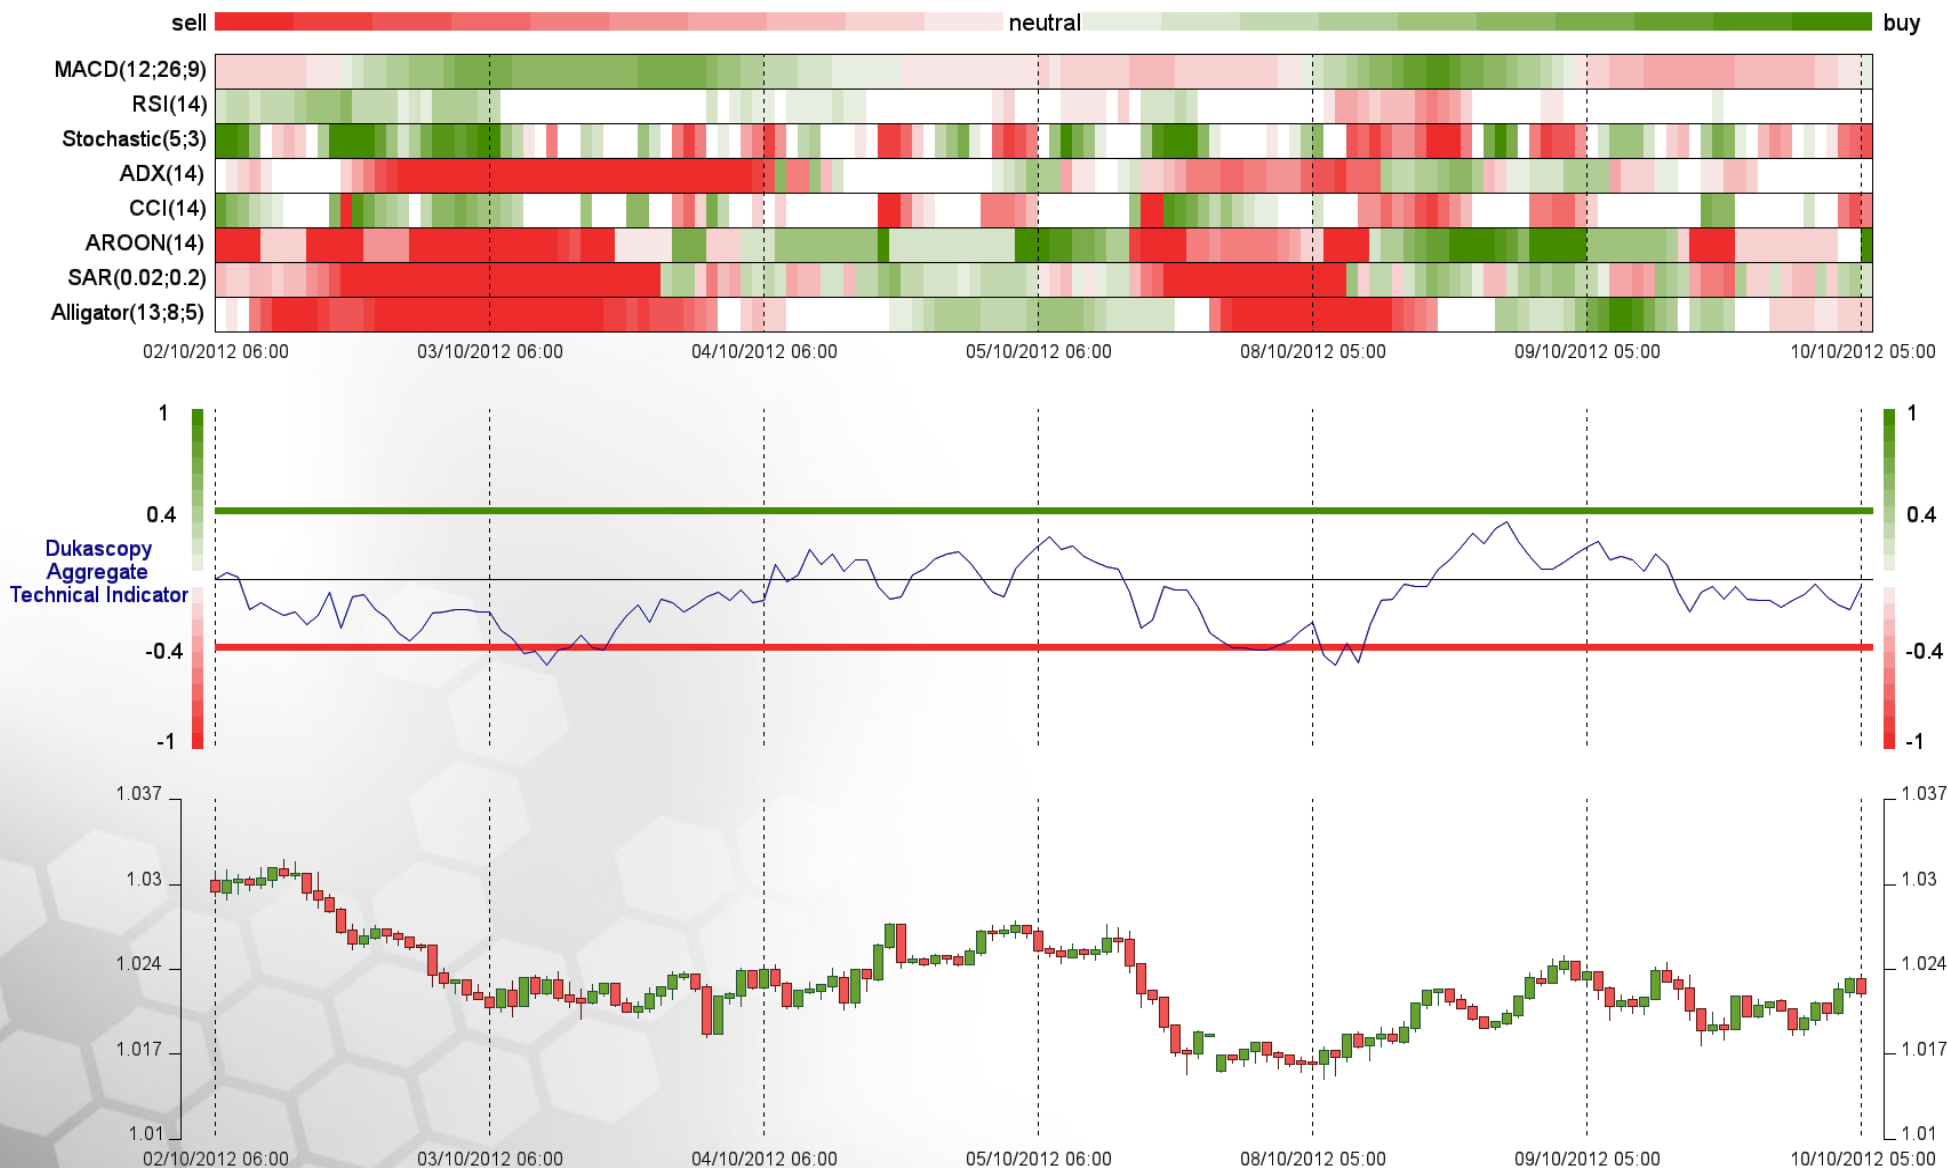 sell neutral buy
MACD(12;26;9)
RSI(14)
Stochastic(5;3)
ADX(14)
CCI(14)
AROON(14)
SAR(0.02;0.2)
Alligator(13;8;5)
02/10/2012 06:00 03/10/2012 06:00 04/10/2012 06:00 05/10/2012 06:00 08/10/2012 05:00 09/10/2012 05:00 10/10/2012 05:00
1 1
0.4 0.4
Dukascopy
Aggregate
Technical Indicator
-0.4 -0.4
-1 -1
1.037 1.037
1.03 1.03
1.024 1.024
1.017 1.017
1.01 1.01
02/10/2012 06:00 03/10/2012 06:00 04/10/2012 06:00 05/10/2012 06:00 08/10/2012 05:00 09/10/2012 05:00 10/10/2012 05:00